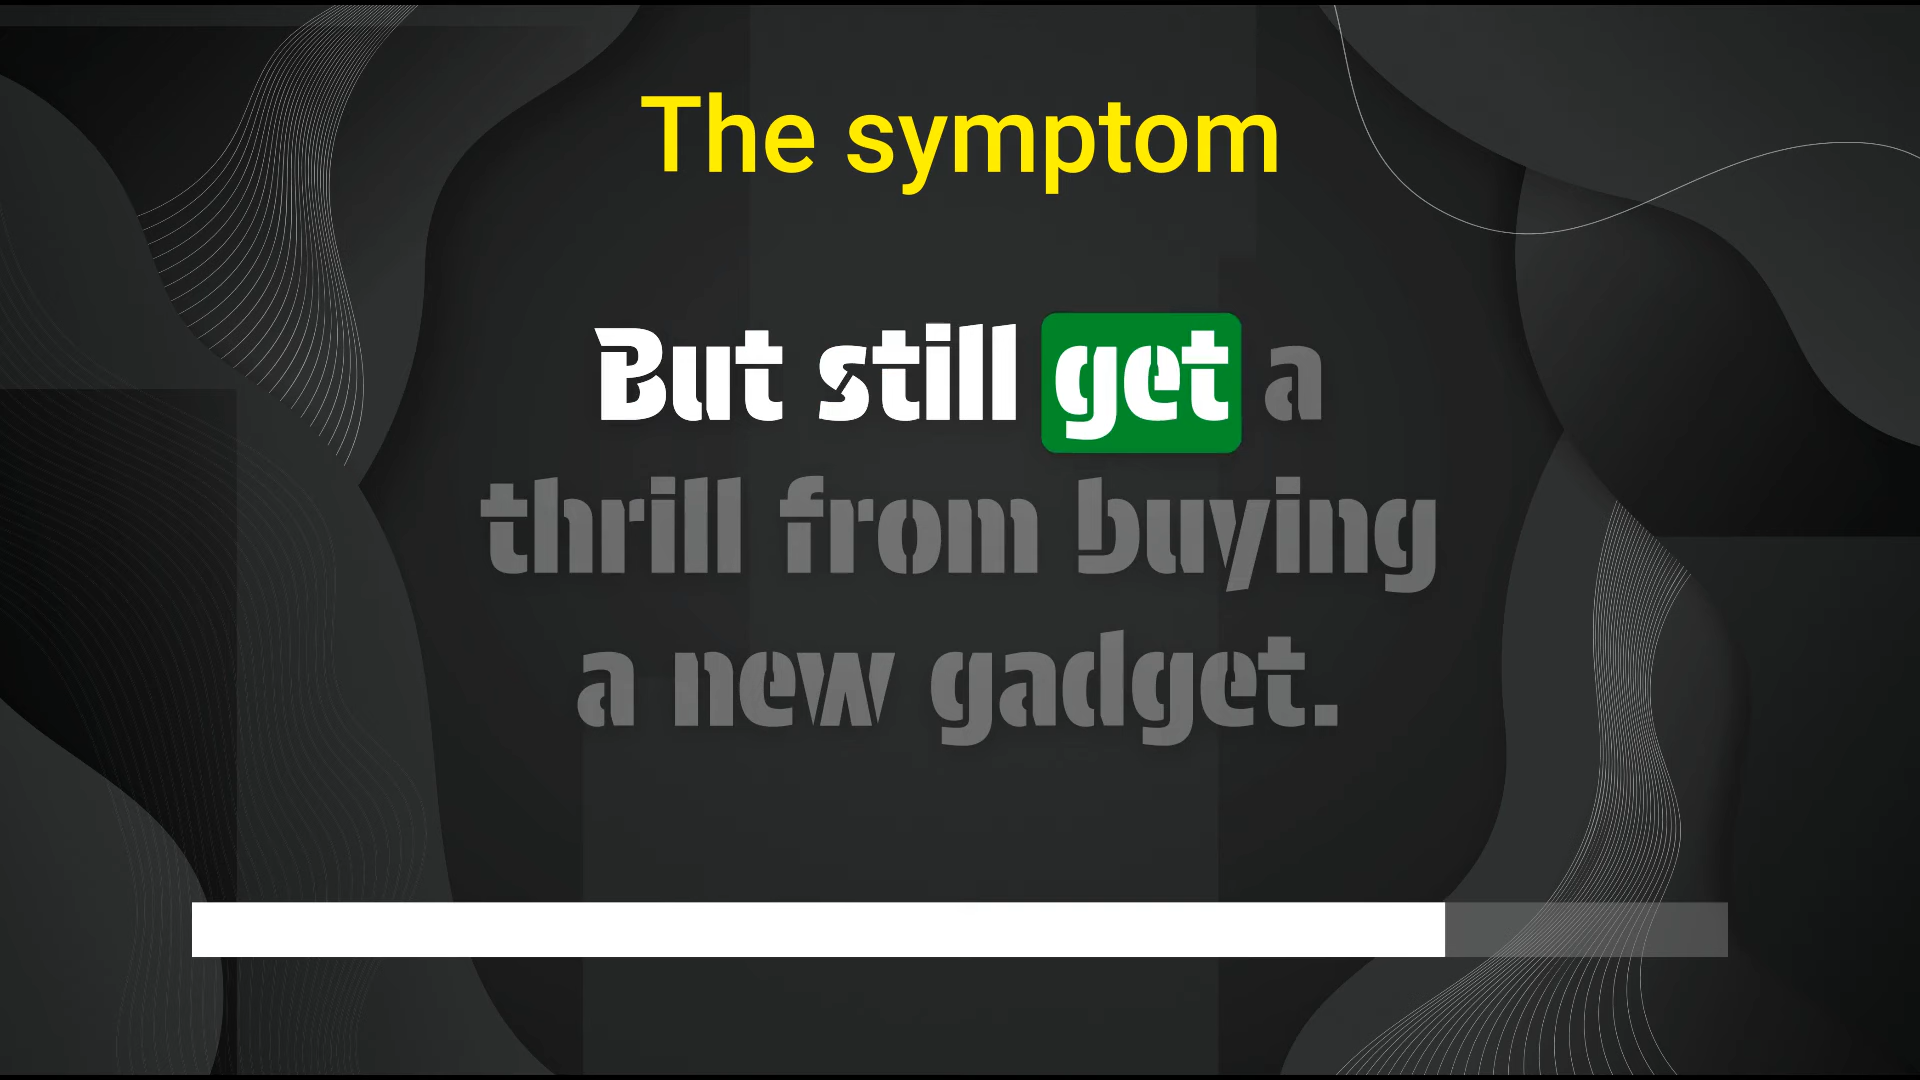 The symptom
But still get a
thrill from buying
a new gadget.